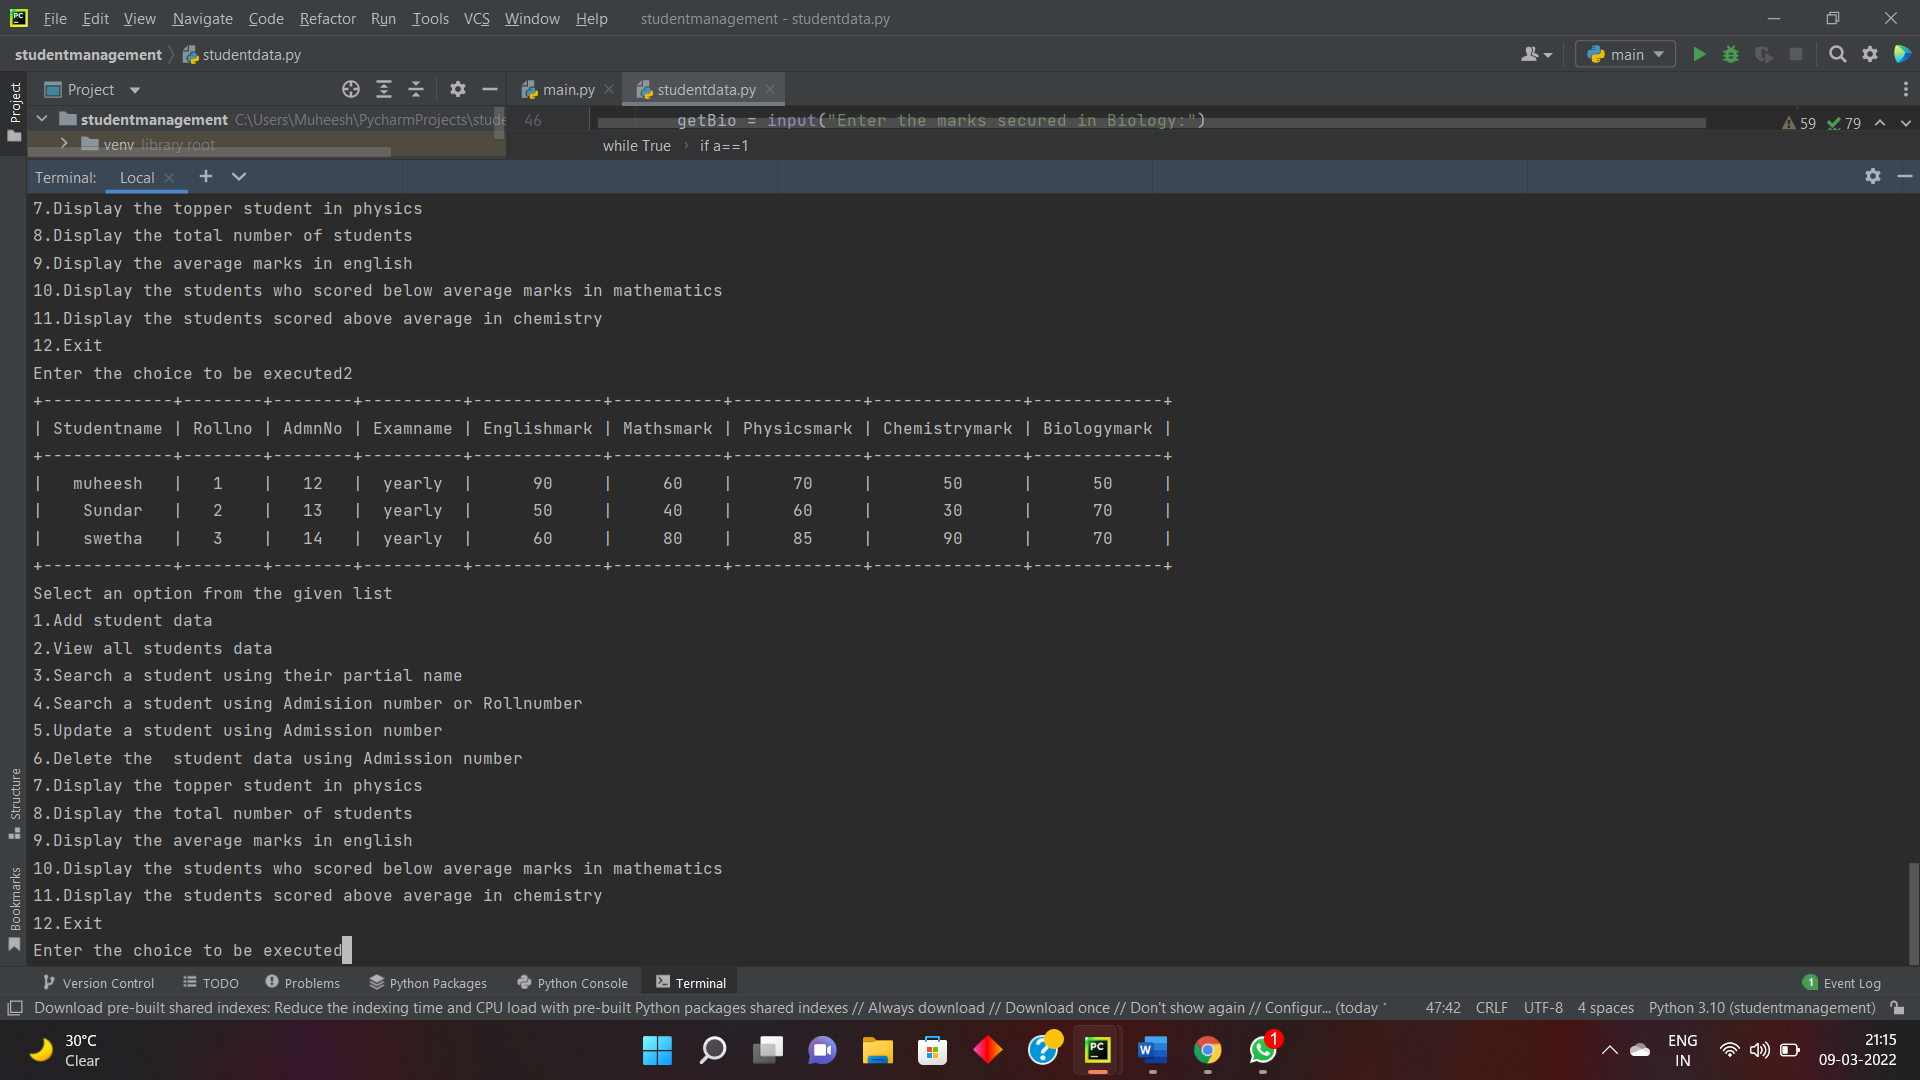 File Edit View Navigate Code Refactor Run Tools VCS Window Help studentmanagement - studentdata.py
studentmanagement studentdata.py main
Project main.py studentdata.py
studentmanagement C:\Users\Muheesh\PycharmProjects\stude 46 getBio = input("Enter the marks secured in Biology:") 59 79
venv library root while True if a==1
Terminal: Local
7.Display the topper student in physics
8.Display the total number of students
9.Display the average marks in english
10.Display the students who scored below average marks in mathematics
11.Display the students scored above average in chemistry
12.Exit
Enter the choice to be executed2
+-------------+--------+--------+----------+-------------+-----------+-------------+---------------+-------------+
| Studentname | Rollno | AdmnNo | Examname | Englishmark | Mathsmark | Physicsmark | Chemistrymark | Biologymark |
+-------------+--------+--------+----------+-------------+-----------+-------------+---------------+-------------+
|   muheesh   |   1    |   12   |  yearly  |      90     |     60    |      70     |       50      |      50     |
|    Sundar   |   2    |   13   |  yearly  |      50     |     40    |      60     |       30      |      70     |
|    swetha   |   3    |   14   |  yearly  |      60     |     80    |      85     |       90      |      70     |
+-------------+--------+--------+----------+-------------+-----------+-------------+---------------+-------------+
Select an option from the given list
1.Add student data
2.View all students data
3.Search a student using their partial name
4.Search a student using Admisiion number or Rollnumber
5.Update a student using Admission number
6.Delete the  student data using Admission number
7.Display the topper student in physics
8.Display the total number of students
9.Display the average marks in english
10.Display the students who scored below average marks in mathematics
11.Display the students scored above average in chemistry
12.Exit
Enter the choice to be executed
Project
Structure
Bookmarks
Version Control TODO Problems Python Packages Python Console Terminal 1 Event Log
Download pre-built shared indexes: Reduce the indexing time and CPU load with pre-built Python packages shared indexes // Always download // Download once // Don't show again // Configur... (today 47:42 CRLF UTF-8 4 spaces Python 3.10 (studentmanagement)
30°C
Clear
PC
W
1
ENG
IN
21:15
09-03-2022